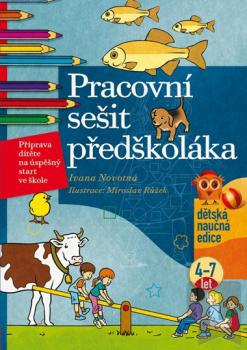 Pracovní
sešit
předškoláka
Příprava
dítěte
na úspěšný
start
ve škole
Ivana Novotná
Ilustrace: Miroslav Růžek
dětská
naučná
edice
4–7
let